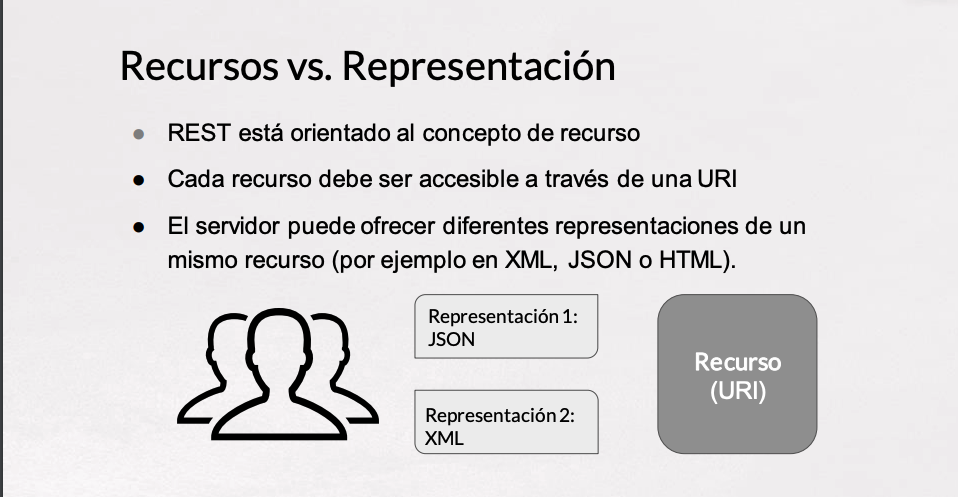 Recursos vs. Representación
● REST está orientado al concepto de recurso
● Cada recurso debe ser accesible a través de una URI
● El servidor puede ofrecer diferentes representaciones de un
mismo recurso (por ejemplo en XML, JSON o HTML).
Representación 1:
JSON
Representación 2:
XML
Recurso
(URI)